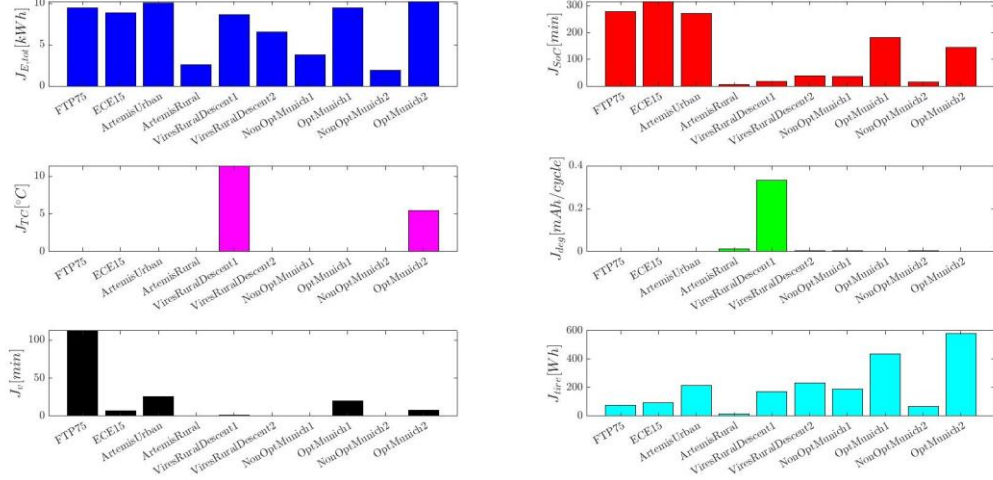 J_{E,tot}[kWh]
10
5
0
FTP75
ECE15
ArtemisUrban
ArtemisRural
ViresRuralDescent1
ViresRuralDescent2
NonOptMunich1
OptMunich1
NonOptMunich2
OptMunich2
J_{SoC}[min]
300
200
100
0
FTP75
ECE15
ArtemisUrban
ArtemisRural
ViresRuralDescent1
ViresRuralDescent2
NonOptMunich1
OptMunich1
NonOptMunich2
OptMunich2
J_{TC}[°C]
10
5
0
FTP75
ECE15
ArtemisUrban
ArtemisRural
ViresRuralDescent1
ViresRuralDescent2
NonOptMunich1
OptMunich1
NonOptMunich2
OptMunich2
J_{deg}[mAh/cycle]
0.4
0.2
0
FTP75
ECE15
ArtemisUrban
ArtemisRural
ViresRuralDescent1
ViresRuralDescent2
NonOptMunich1
OptMunich1
NonOptMunich2
OptMunich2
J_v[min]
100
50
0
FTP75
ECE15
ArtemisUrban
ArtemisRural
ViresRuralDescent1
ViresRuralDescent2
NonOptMunich1
OptMunich1
NonOptMunich2
OptMunich2
J_{tire}[Wh]
600
400
200
0
FTP75
ECE15
ArtemisUrban
ArtemisRural
ViresRuralDescent1
ViresRuralDescent2
NonOptMunich1
OptMunich1
NonOptMunich2
OptMunich2